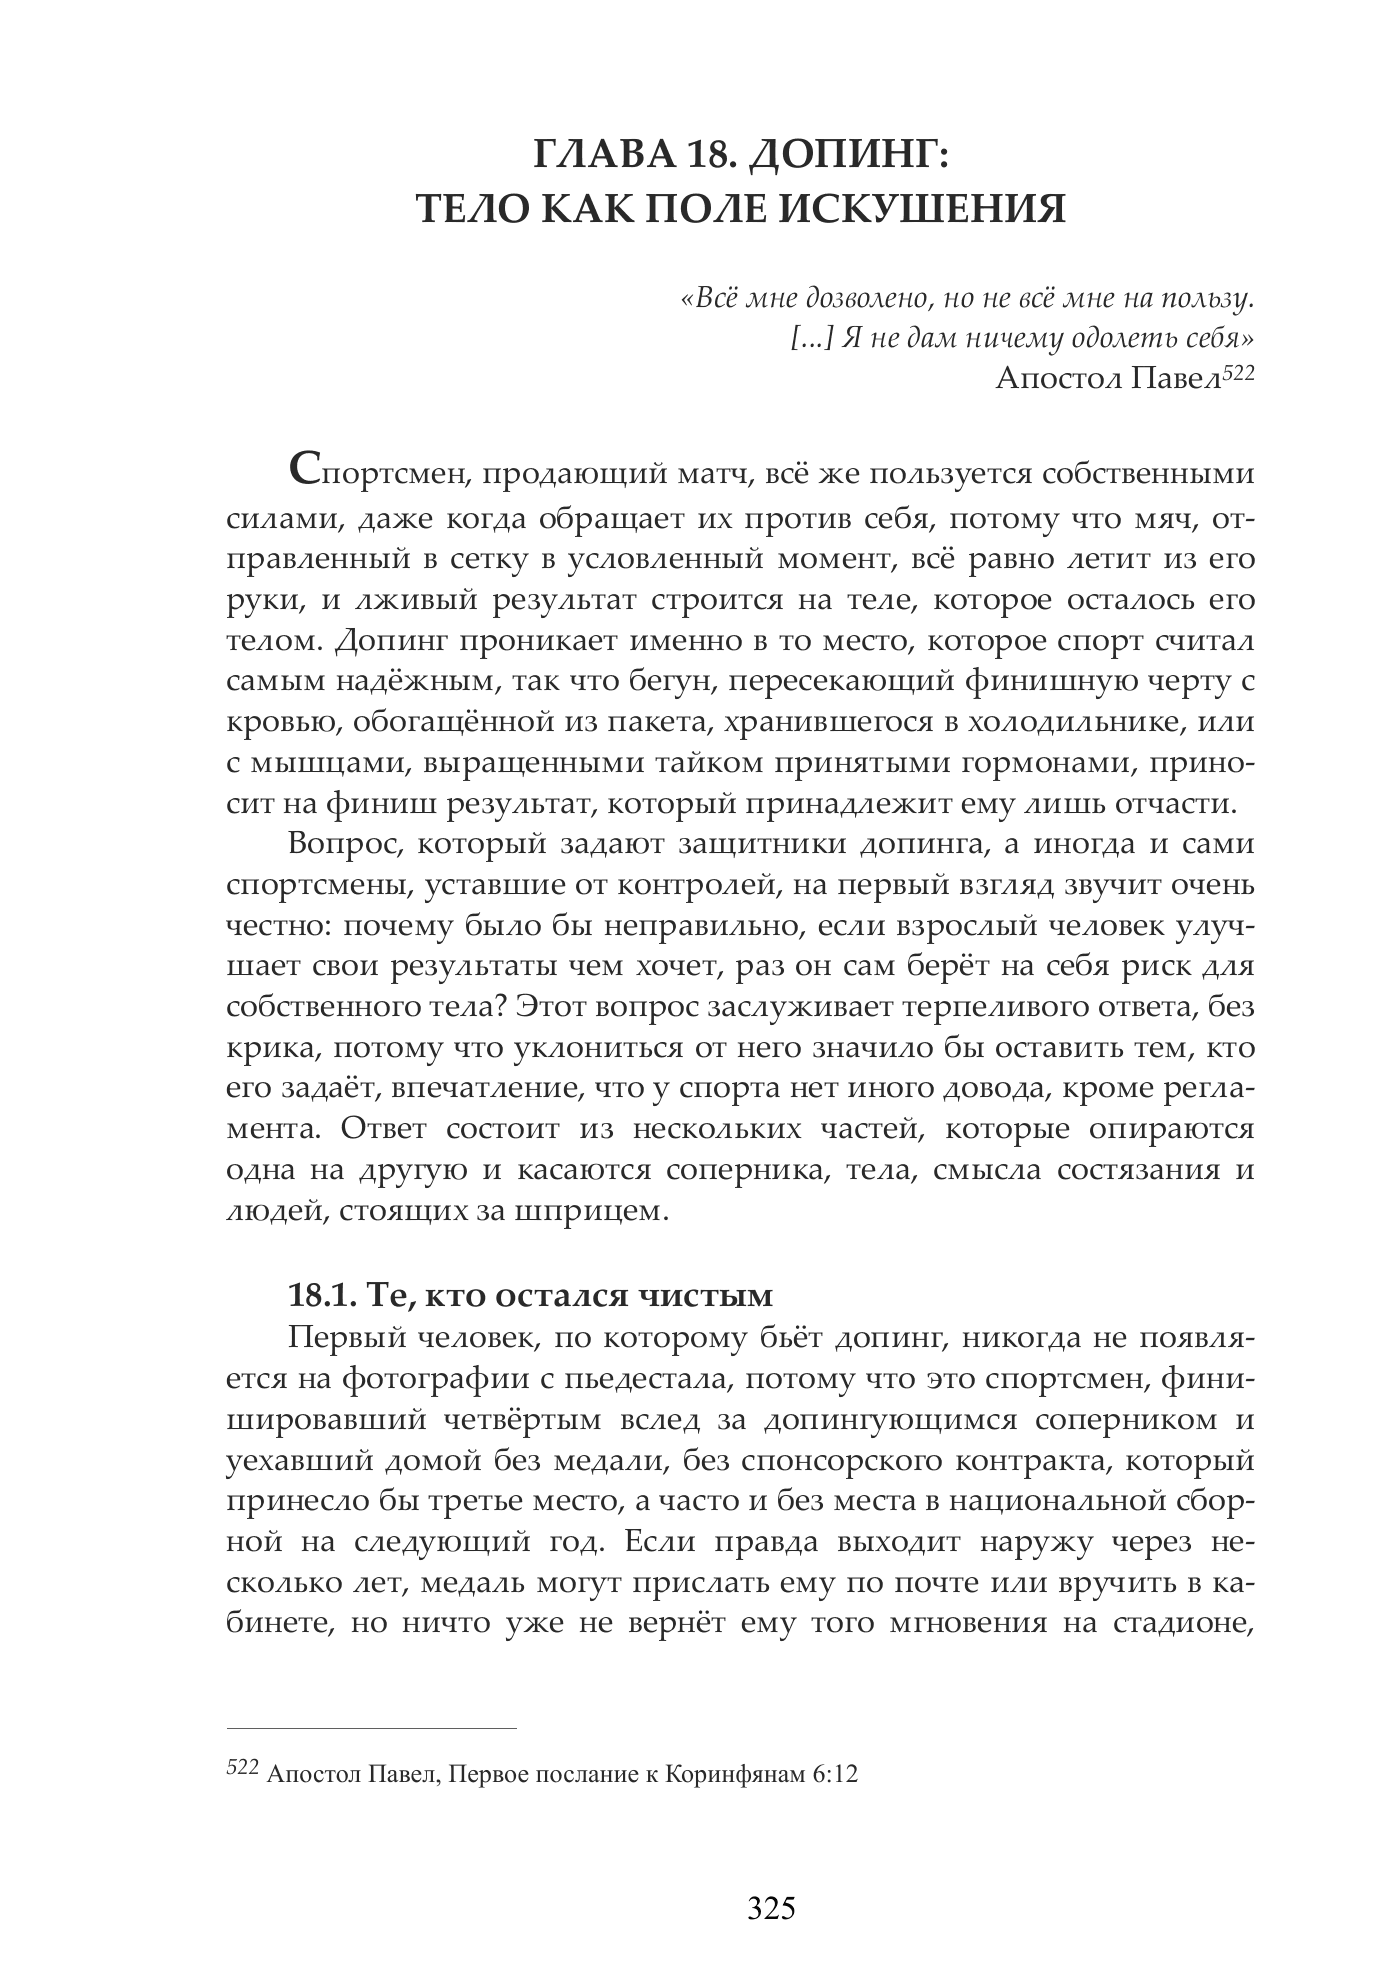 ГЛАВА 18. ДОПИНГ:
ТЕЛО КАК ПОЛЕ ИСКУШЕНИЯ
«Всё мне дозволено, но не всё мне на пользу.
[...] Я не дам ничему одолеть себя»
Апостол Павел522
Спортсмен, продающий матч, всё же пользуется собственными
силами, даже когда обращает их против себя, потому что мяч, от-
правленный в сетку в условленный момент, всё равно летит из его
руки, и лживый результат строится на теле, которое осталось его
телом. Допинг проникает именно в то место, которое спорт считал
самым надёжным, так что бегун, пересекающий финишную черту с
кровью, обогащённой из пакета, хранившегося в холодильнике, или
с мышцами, выращенными тайком принятыми гормонами, прино-
сит на финиш результат, который принадлежит ему лишь отчасти.
Вопрос, который задают защитники допинга, а иногда и сами
спортсмены, уставшие от контролей, на первый взгляд звучит очень
честно: почему было бы неправильно, если взрослый человек улуч-
шает свои результаты чем хочет, раз он сам берёт на себя риск для
собственного тела? Этот вопрос заслуживает терпеливого ответа, без
крика, потому что уклониться от него значило бы оставить тем, кто
его задаёт, впечатление, что у спорта нет иного довода, кроме регла-
мента. Ответ состоит из нескольких частей, которые опираются
одна на другую и касаются соперника, тела, смысла состязания и
людей, стоящих за шприцем.
18.1. Те, кто остался чистым
Первый человек, по которому бьёт допинг, никогда не появля-
ется на фотографии с пьедестала, потому что это спортсмен, фини-
шировавший четвёртым вслед за допингующимся соперником и
уехавший домой без медали, без спонсорского контракта, который
принесло бы третье место, а часто и без места в национальной сбор-
ной на следующий год. Если правда выходит наружу через не-
сколько лет, медаль могут прислать ему по почте или вручить в ка-
бинете, но ничто уже не вернёт ему того мгновения на стадионе,
522 Апостол Павел, Первое послание к Коринфянам 6:12
325